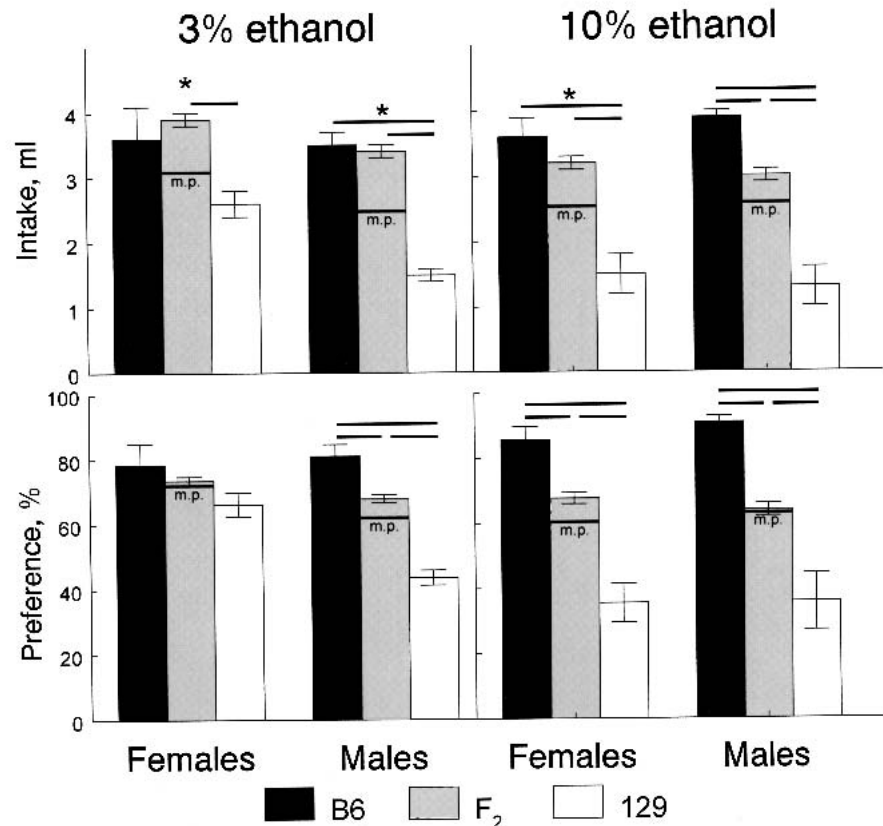 3% ethanol
10% ethanol
Intake, ml
4
3
2
1
0
*
m.p.
*
m.p.
*
m.p.
m.p.
Preference, %
100
80
60
40
20
0
m.p.
m.p.
m.p.
m.p.
Females
Males
Females
Males
B6
F₂
129